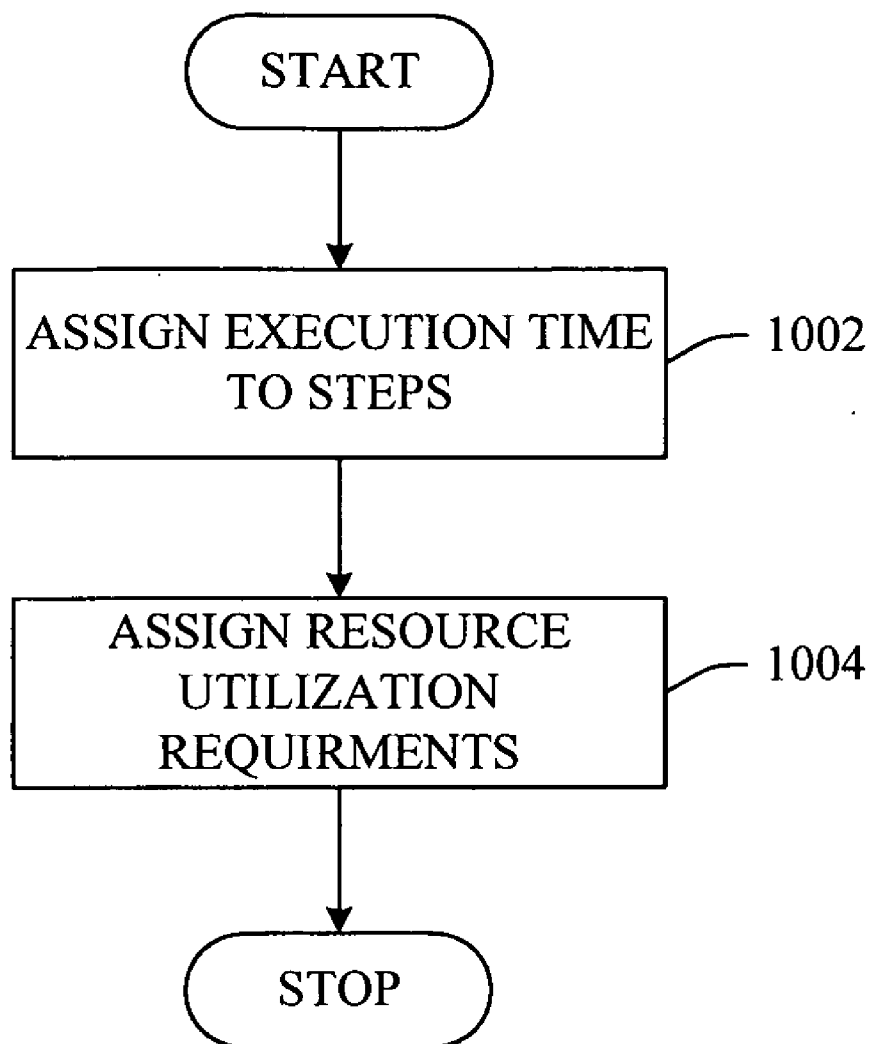 START
ASSIGN EXECUTION TIME
TO STEPS
1002
ASSIGN RESOURCE
UTILIZATION
REQUIRMENTS
1004
STOP